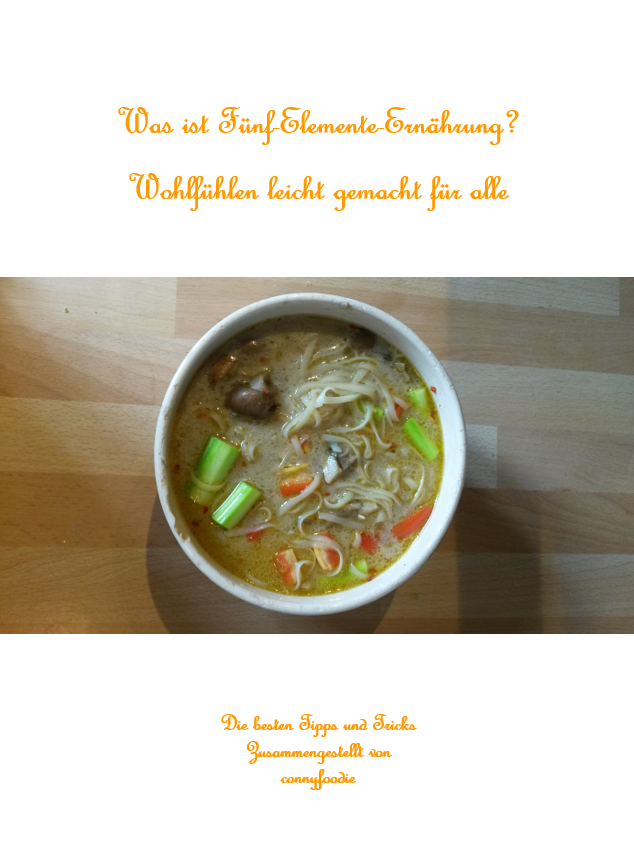 Was ist Fünf-Elemente-Ernährung?
Wohlfühlen leicht gemacht für alle
Die besten Tipps und Tricks
Zusammengestellt von
connyfoodie